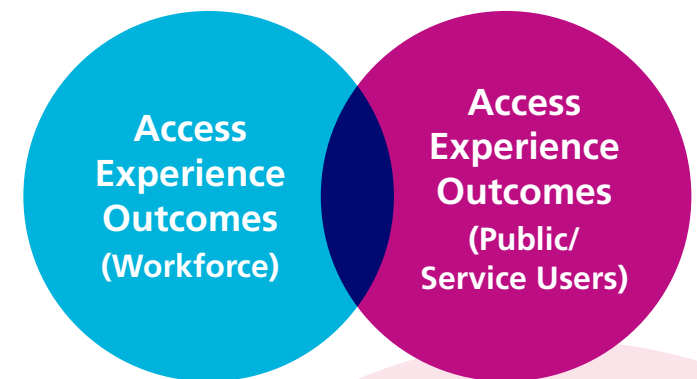 Access
Experience
Outcomes
(Workforce)
Access
Experience
Outcomes
(Public/
Service Users)